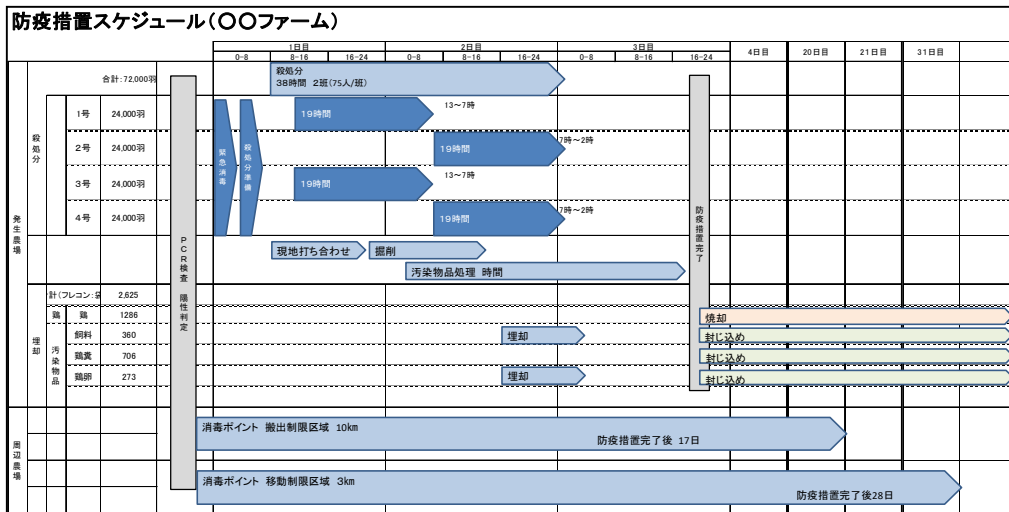 防疫措置スケジュール(〇〇ファーム)
1日目 2日目 3日目 4日目 20日目 21日目 31日目
0-8 8-16 16-24 0-8 8-16 16-24 0-8 8-16 16-24
発生農場
殺処分
合計:72,000羽
殺処分
38時間 2班(75人/班)
1号 24,000羽
19時間
13~7時
2号 24,000羽
19時間
7時~2時
3号 24,000羽
19時間
13~7時
4号 24,000羽
19時間
7時~2時
緊急消毒
殺処分準備
PCR検査 陽性判定
防疫措置完了
現地打ち合わせ
掘削
汚染物品処理 時間
埋却
計(フレコン:袋 2,625
鶏 鶏 1286
焼却
汚染物品
飼料 360
埋却
封じ込め
鶏糞 706
封じ込め
鶏卵 273
埋却
封じ込め
周辺農場
消毒ポイント 搬出制限区域 10km
防疫措置完了後 17日
消毒ポイント 移動制限区域 3km
防疫措置完了後28日